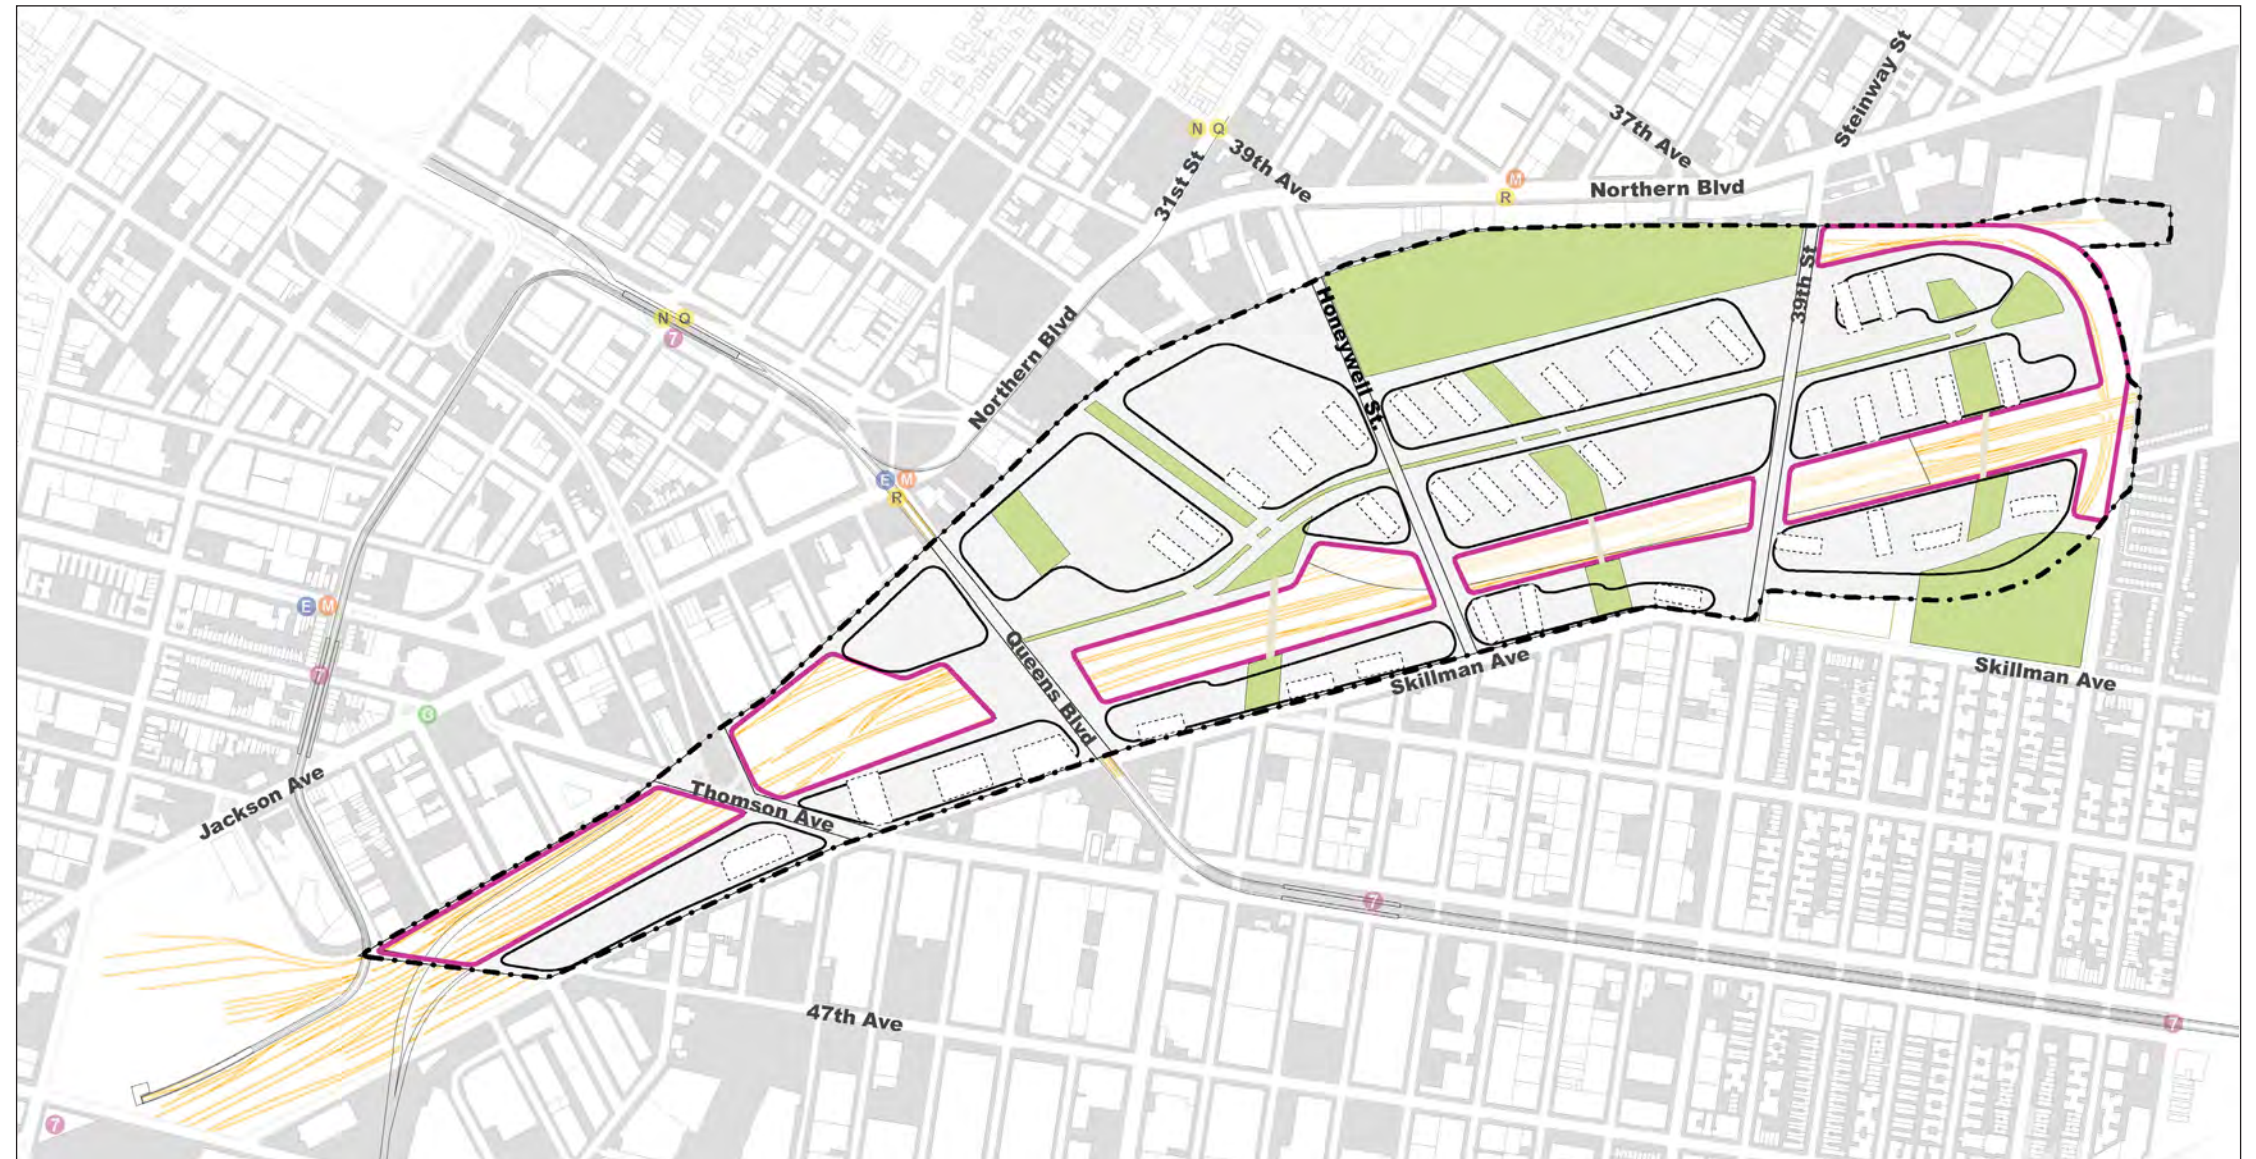 Steinway St
37th Ave
N Q
39th Ave
31st St
M
R
Northern Blvd
39th St
Honeywell St.
N Q
7
Northern Blvd
E M
R
E M
7
G
Queens Blvd
Skillman Ave
Skillman Ave
Jackson Ave
Thomson Ave
7
47th Ave
7
7